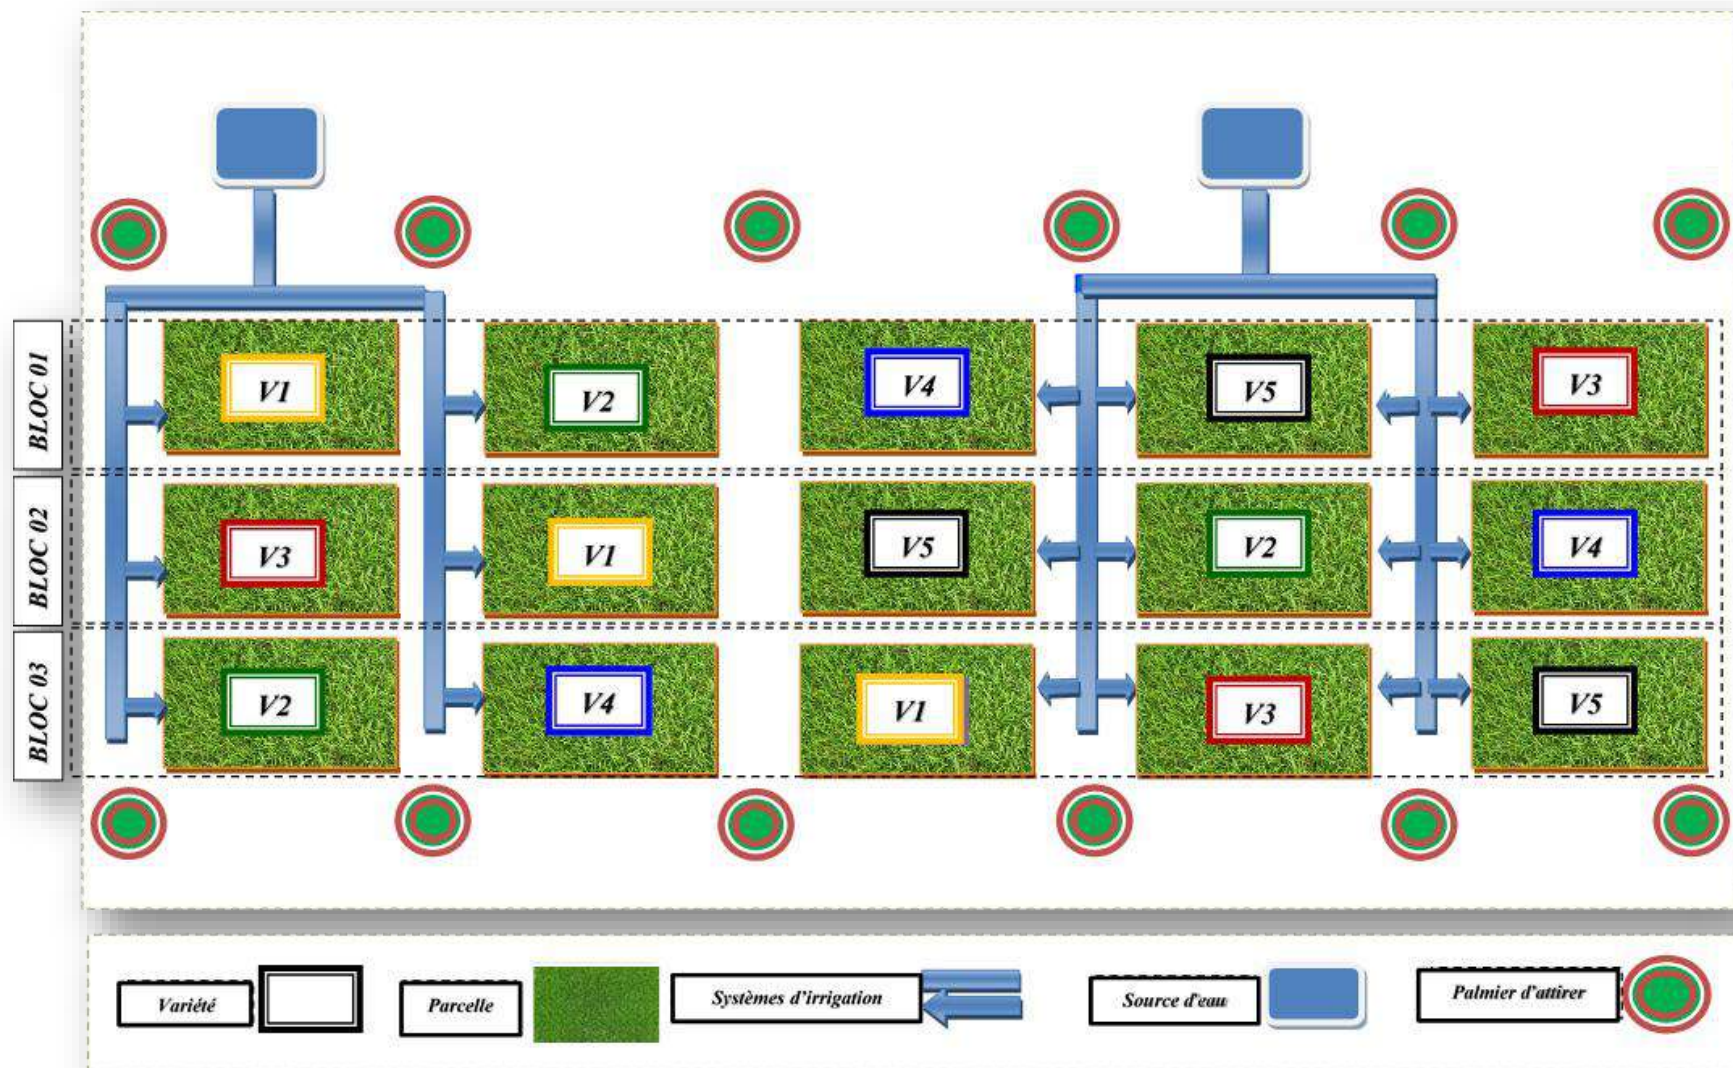 BLOC 01
V1
V2
V4
V5
V3
BLOC 02
V3
V1
V5
V2
V4
BLOC 03
V2
V4
V1
V3
V5
Variété
Parcelle
Systèmes d'irrigation
Source d'eau
Palmier d'attirer